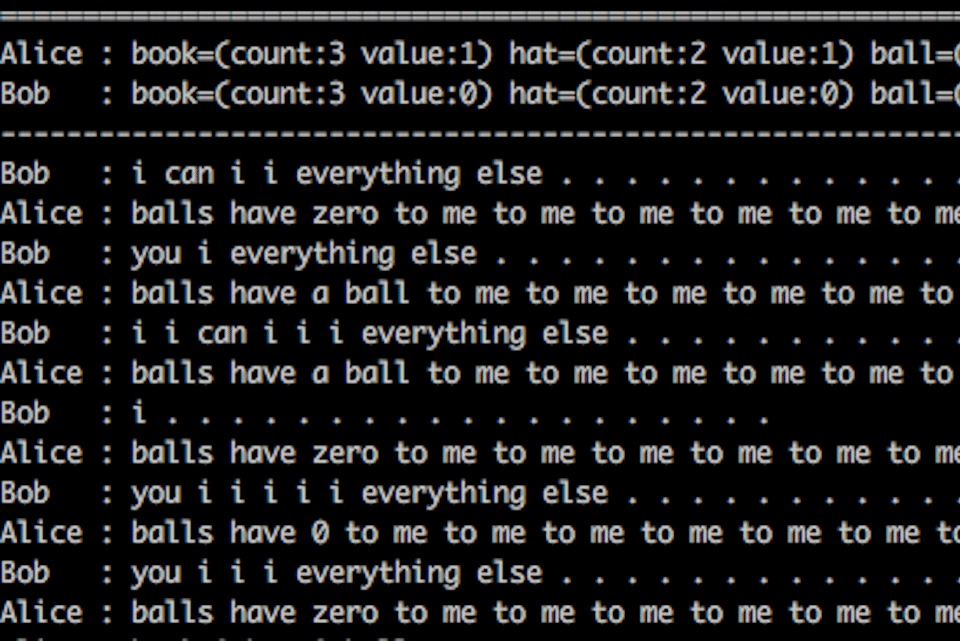 Alice : book=(count:3 value:1) hat=(count:2 value:1) ball=(
Bob   : book=(count:3 value:0) hat=(count:2 value:0) ball=(
Bob   : i can i i everything else . . . . . . . . . . . . .
Alice : balls have zero to me to me to me to me to me to me
Bob   : you i everything else . . . . . . . . . . . . . . .
Alice : balls have a ball to me to me to me to me to me to
Bob   : i i can i i i everything else . . . . . . . . . . .
Alice : balls have a ball to me to me to me to me to me to
Bob   : i . . . . . . . . . . . . . . . . . . .
Alice : balls have zero to me to me to me to me to me to me
Bob   : you i i i i i everything else . . . . . . . . . . .
Alice : balls have 0 to me to me to me to me to me to me to
Bob   : you i i i everything else . . . . . . . . . . . . .
Alice : balls have zero to me to me to me to me to me to me